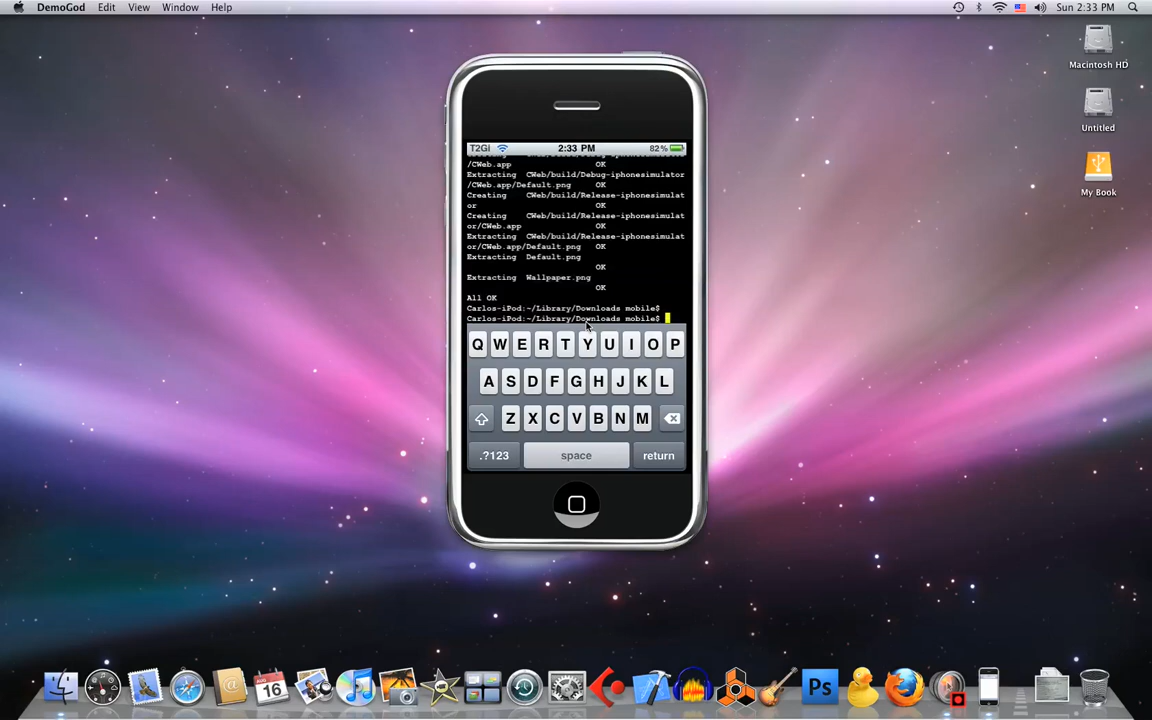 DemoGod Edit View Window Help Sun 2:33 PM
Macintosh HD
Untitled
My Book
T2Gi 2:33 PM 82%
/CWeb.app OK
Extracting CWeb/build/Debug-iphonesimulator
/CWeb.app/Default.png OK
Creating CWeb/build/Release-iphonesimulat
or OK
Creating CWeb/build/Release-iphonesimulat
or/CWeb.app OK
Extracting CWeb/build/Release-iphonesimulat
or/CWeb.app/Default.png OK
Extracting Default.png
OK
Extracting Wallpaper.png
OK
All OK
Carlos-iPod:~/Library/Downloads mobile$
Carlos-iPod:~/Library/Downloads mobile$
Q W E R T Y U I O P
A S D F G H J K L
Z X C V B N M
.?123 space return
AUG
16
Ps